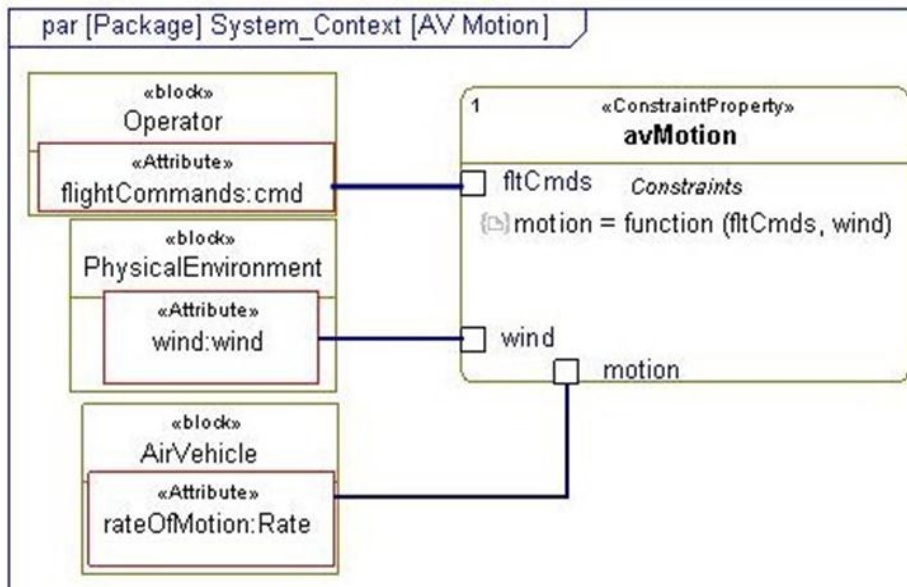 par [Package] System_Context [AV Motion]
«block»
Operator
«Attribute»
flightCommands:cmd
«block»
PhysicalEnvironment
«Attribute»
wind:wind
«block»
AirVehicle
«Attribute»
rateOfMotion:Rate
1 «ConstraintProperty»
avMotion
fltCmds Constraints
{} motion = function (fltCmds, wind)
wind
motion